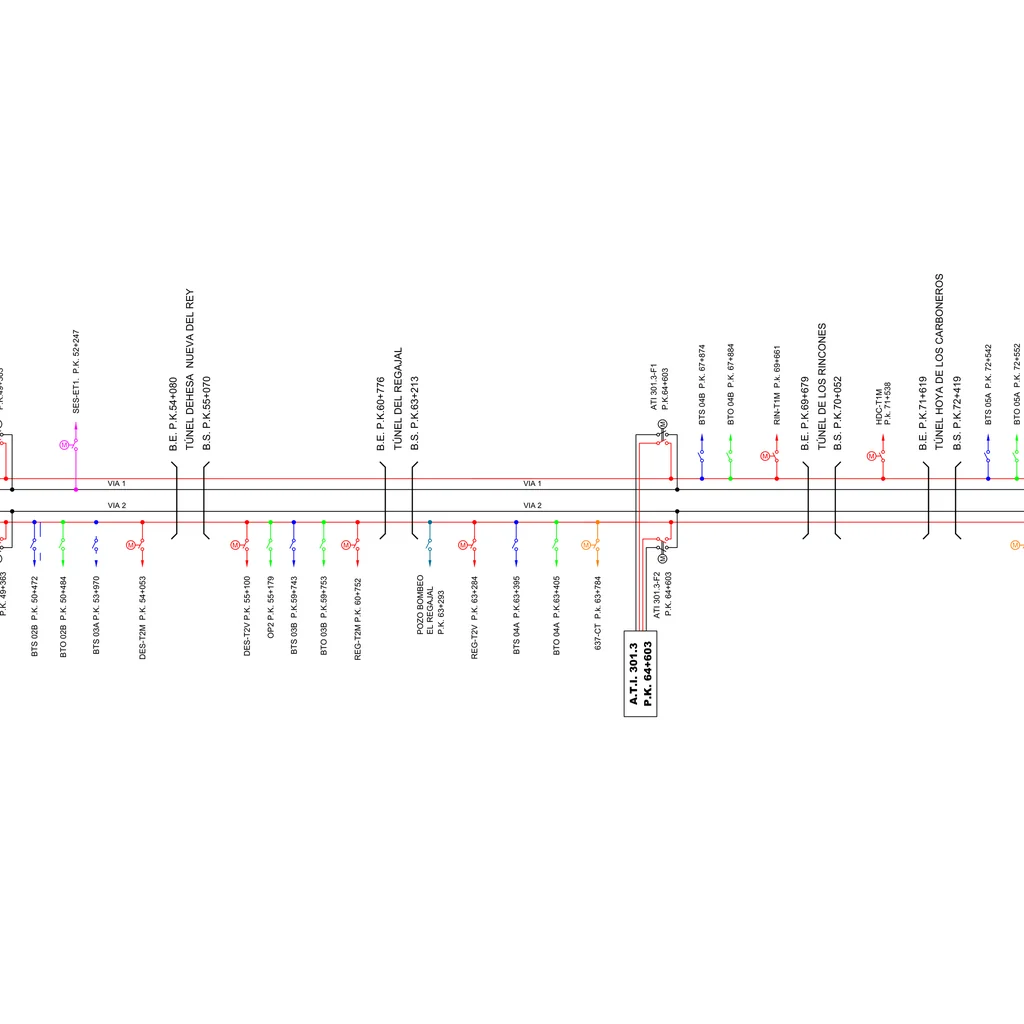 P.K.49+363
SES-ET1. P.K. 52+247
B.E. P.K.54+080
TÚNEL DEHESA NUEVA DEL REY
B.S. P.K.55+070
B.E. P.K.60+776
TÚNEL DEL REGAJAL
B.S. P.K.63+213
ATI 301.3-F1
P.K.64+603
BTS 04B P.K. 67+874
BTO 04B P.K. 67+884
RIN-T1M P.k. 69+661
B.E. P.K.69+679
TÚNEL DE LOS RINCONES
B.S. P.K.70+052
HDC-T1M
P.k. 71+538
B.E. P.K.71+619
TÚNEL HOYA DE LOS CARBONEROS
B.S. P.K.72+419
BTS 05A P.K. 72+542
BTO 05A P.K. 72+552
M
M
M
M
VIA 1
VIA 1
VIA 2
VIA 2
M
M
M
M
M
M
M
P.K. 49+363
BTS 02B P.K. 50+472
BTO 02B P.K. 50+484
BTS 03A P.K. 53+970
DES-T2M P.K. 54+053
DES-T2V P.K. 55+100
OP2 P.K. 55+179
BTS 03B P.K.59+743
BTO 03B P.K.59+753
REG-T2M P.K. 60+752
POZO BOMBEO
EL REGAJAL
P.K. 63+293
REG-T2V P.K. 63+284
BTS 04A P.K.63+395
BTO 04A P.K.63+405
637-CT P.k. 63+784
ATI 301.3-F2
P.K. 64+603
A.T.I. 301.3
P.K. 64+603